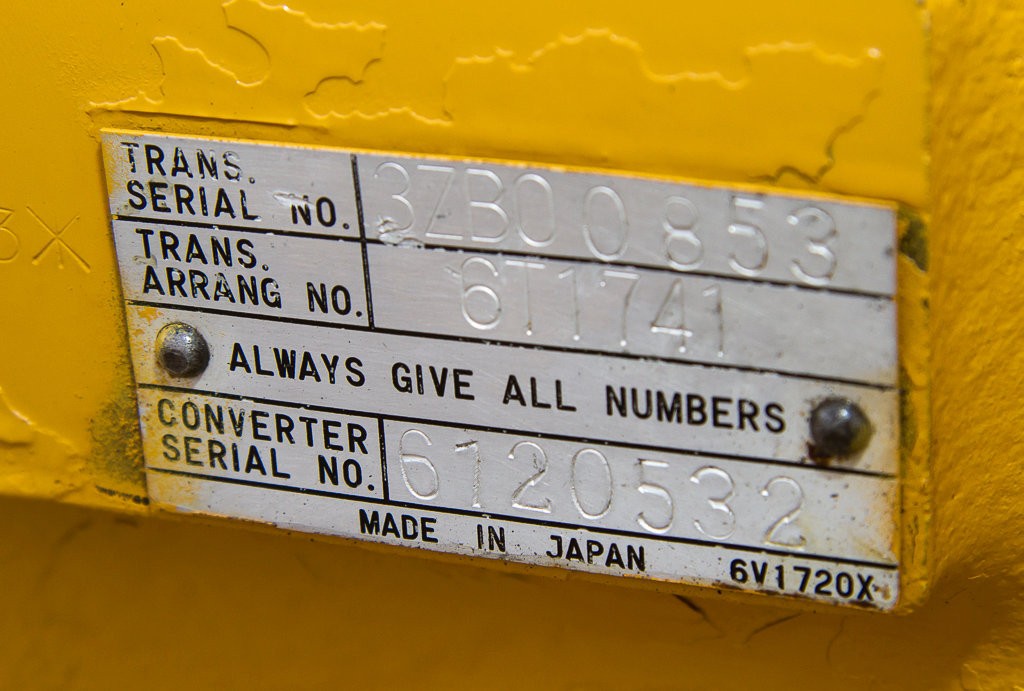 TRANS.
SERIAL NO. 3ZB00853
TRANS.
ARRANG NO. 6T1741
ALWAYS GIVE ALL NUMBERS
CONVERTER
SERIAL NO. 6120532
MADE IN JAPAN 6V1720X